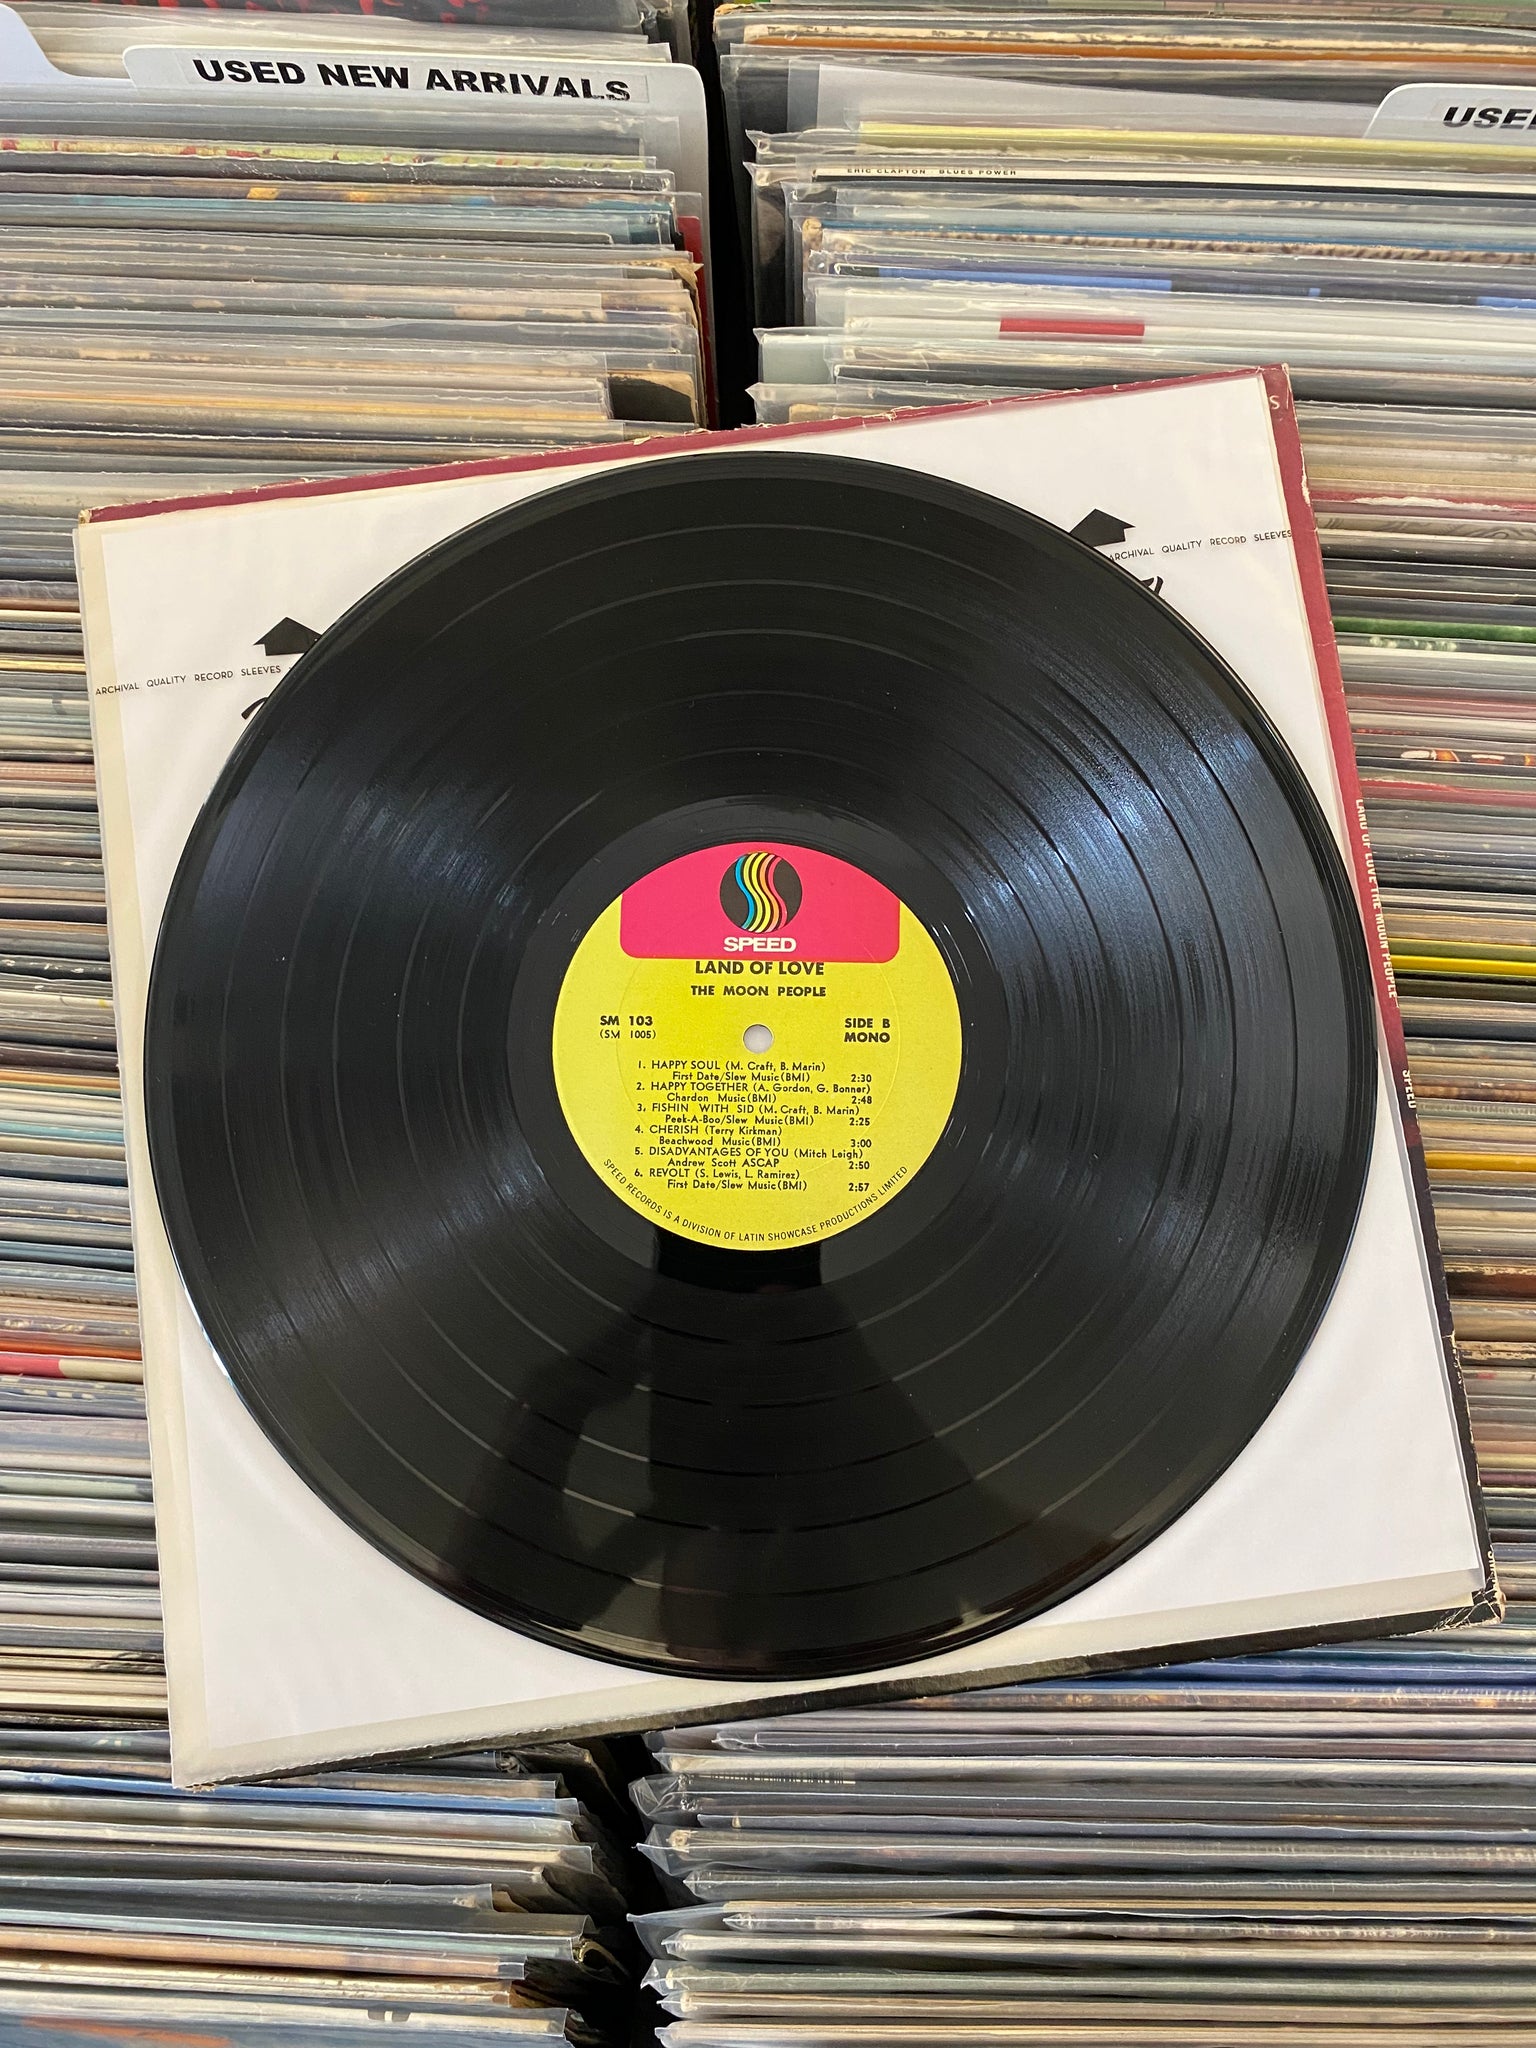 USED NEW ARRIVALS
ERIC CLAPTON BLUES POWER
ARCHIVAL QUALITY RECORD SLEEVES
ARCHIVAL QUALITY RECORD SLEEVES
LAND OF LOVE THE MOON PEOPLE
SPEED
SPEED
LAND OF LOVE
THE MOON PEOPLE
SM 103
(SM 1005)
SIDE B
MONO
1. HAPPY SOUL (M. Craft, B. Marin)
First Date/Slew Music(BMI) 2:30
2. HAPPY TOGETHER (A. Gordon, G. Bonner)
Chardon Music(BMI) 2:48
3. FISHIN WITH SID (M. Craft, B. Marin)
Peek-A-Boo/Slew Music(BMI) 2:25
4. CHERISH (Terry Kirkman)
Beachwood Music(BMI) 3:00
5. DISADVANTAGES OF YOU (Mitch Leigh)
Andrew Scott ASCAP 2:50
6. REVOLT (S. Lewis, L. Ramirez)
First Date/Slew Music(BMI) 2:57
SPEED RECORDS IS A DIVISION OF LATIN SHOWCASE PRODUCTIONS LIMITED